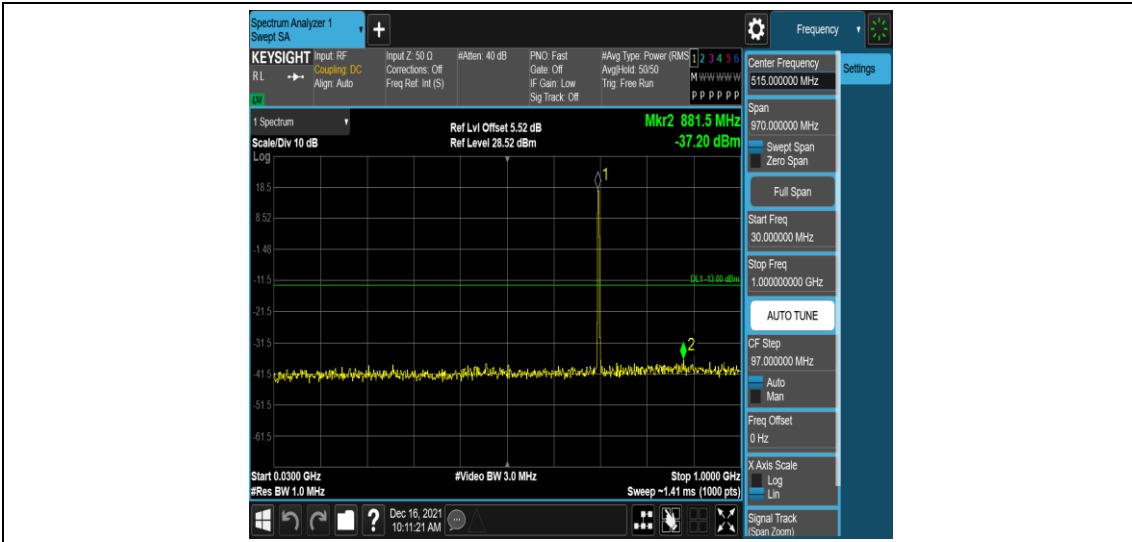 Spectrum Analyzer 1
Swept SA
+
Frequency
KEYSIGHT
RL
LXI
Input: RF
Coupling: DC
Align: Auto
Input Z: 50 Ω
Corrections: Off
Freq Ref: Int (S)
#Atten: 40 dB
PNO: Fast
Gate: Off
IF Gain: Low
Sig Track: Off
#Avg Type: Power (RMS
Avg|Hold: 50/50
Trig: Free Run
1 2 3 4 5 6
M W W W W W
P P P P P P
Center Frequency
515.000000 MHz
Settings
1 Spectrum
Scale/Div 10 dB
Ref Lvl Offset 5.52 dB
Ref Level 28.52 dBm
Mkr2 881.5 MHz
-37.20 dBm
Log
18.5
8.52
-1.48
-11.5
-21.5
-31.5
-41.5
-51.5
-61.5
1
DL1 -13.00 dBm
2
Start 0.0300 GHz
#Res BW 1.0 MHz
#Video BW 3.0 MHz
Stop 1.0000 GHz
Sweep ~1.41 ms (1000 pts)
Span
970.000000 MHz
Swept Span
Zero Span
Full Span
Start Freq
30.000000 MHz
Stop Freq
1.000000000 GHz
AUTO TUNE
CF Step
97.000000 MHz
Auto
Man
Freq Offset
0 Hz
X Axis Scale
Log
Lin
Signal Track
(Span Zoom)
?
Dec 16, 2021
10:11:21 AM